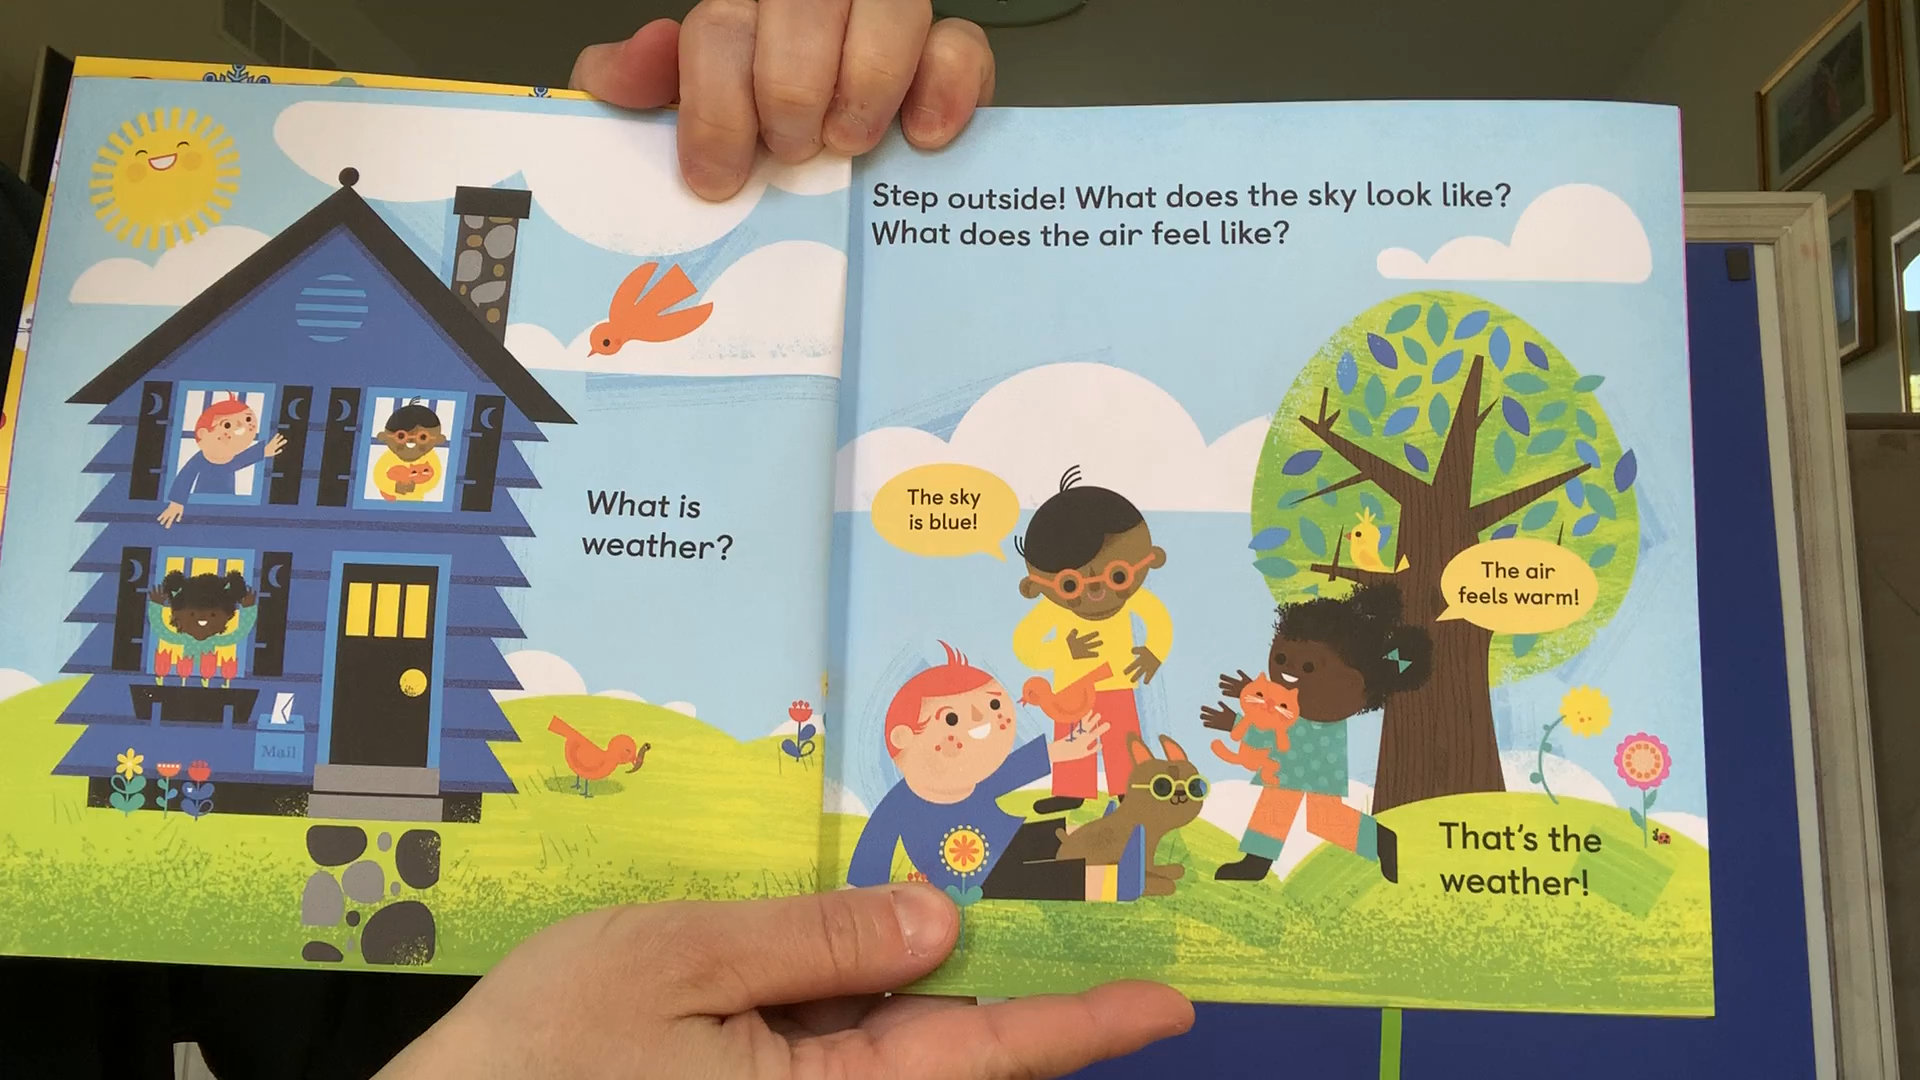 What is
weather?
Mail
Step outside! What does the sky look like?
What does the air feel like?
The sky
is blue!
The air
feels warm!
That's the
weather!